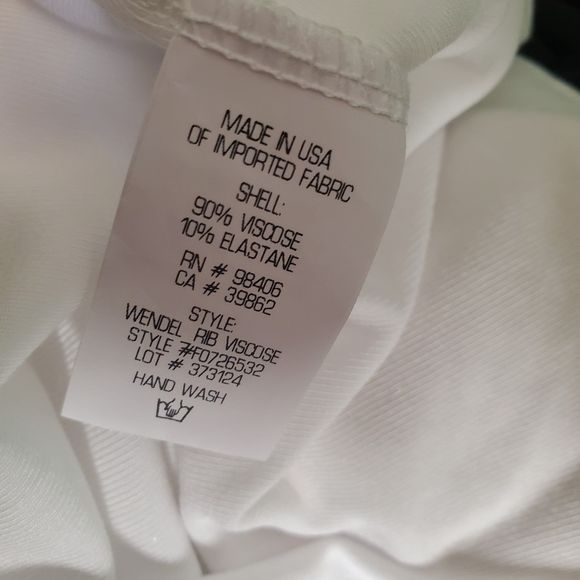 MADE IN USA
OF IMPORTED FABRIC
SHELL:
90% VISCOSE
10% ELASTANE
RN # 98406
CA # 39862
STYLE:
WENDEL RIB VISCOSE
STYLE #F0726532
LOT # 373124
HAND WASH